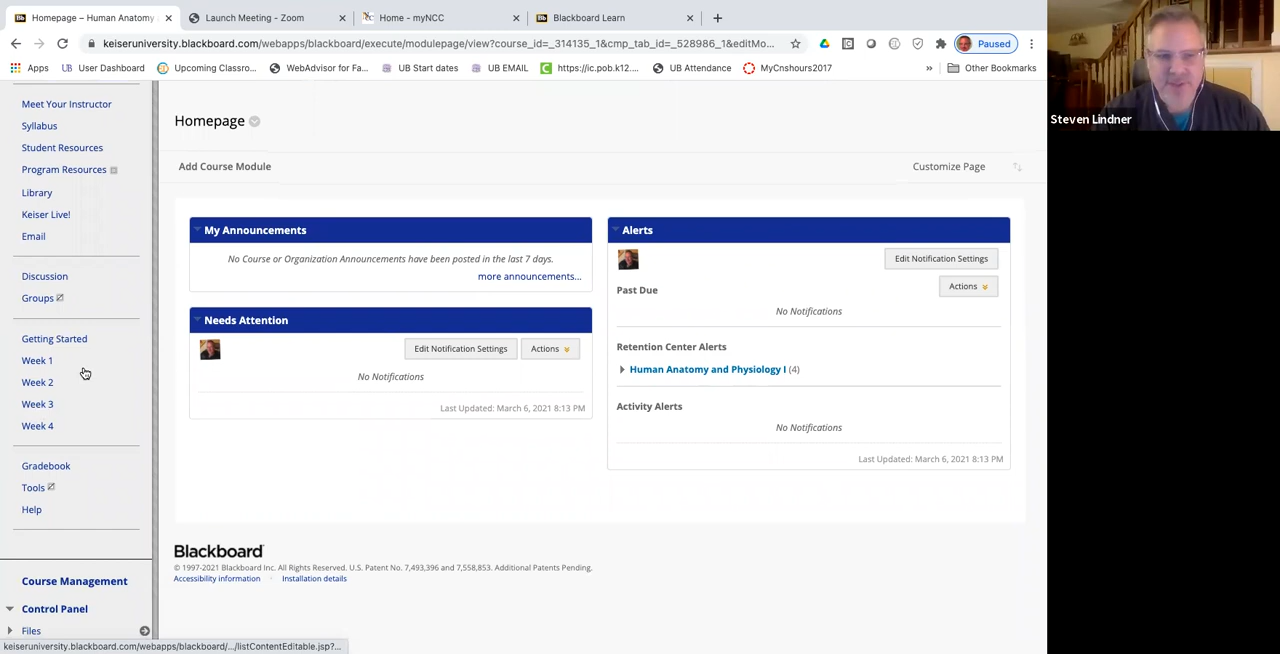 Homepage – Human Anatomy
Launch Meeting - Zoom
Home - myNCC
Blackboard Learn
keiseruniversity.blackboard.com/webapps/blackboard/execute/modulepage/view?course_id=_314135_1&cmp_tab_id=_528986_1&editMo...
Paused
Apps
User Dashboard
Upcoming Classro...
WebAdvisor for Fa...
UB Start dates
UB EMAIL
https://ic.pob.k12....
UB Attendance
MyCnshours2017
»
Other Bookmarks
Steven Lindner
Meet Your Instructor
Syllabus
Student Resources
Program Resources
Library
Keiser Live!
Email
Discussion
Groups
Getting Started
Week 1
Week 2
Week 3
Week 4
Gradebook
Tools
Help
Course Management
Control Panel
Files
keiseruniversity.blackboard.com/webapps/blackboard/.../listContentEditable.jsp?...
Homepage
Add Course Module
Customize Page
My Announcements
No Course or Organization Announcements have been posted in the last 7 days.
more announcements...
Needs Attention
Edit Notification Settings
Actions
No Notifications
Last Updated: March 6, 2021 8:13 PM
Alerts
Edit Notification Settings
Actions
Past Due
No Notifications
Retention Center Alerts
Human Anatomy and Physiology I (4)
Activity Alerts
No Notifications
Last Updated: March 6, 2021 8:13 PM
Blackboard
© 1997-2021 Blackboard Inc. All Rights Reserved. U.S. Patent No. 7,493,396 and 7,558,853. Additional Patents Pending.
Accessibility information
Installation details